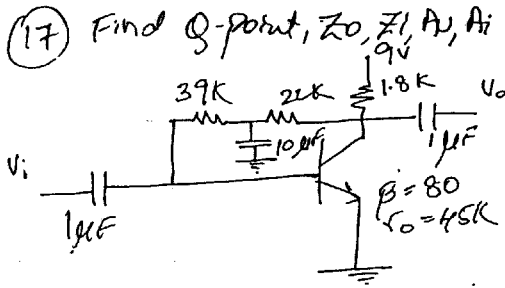 17 Find Q-point, Zo, Zi, Av, Ai
9V
39K 22K 1.8K Vo
10µF
1µF
Vi
1µF
β=80
ro=45K